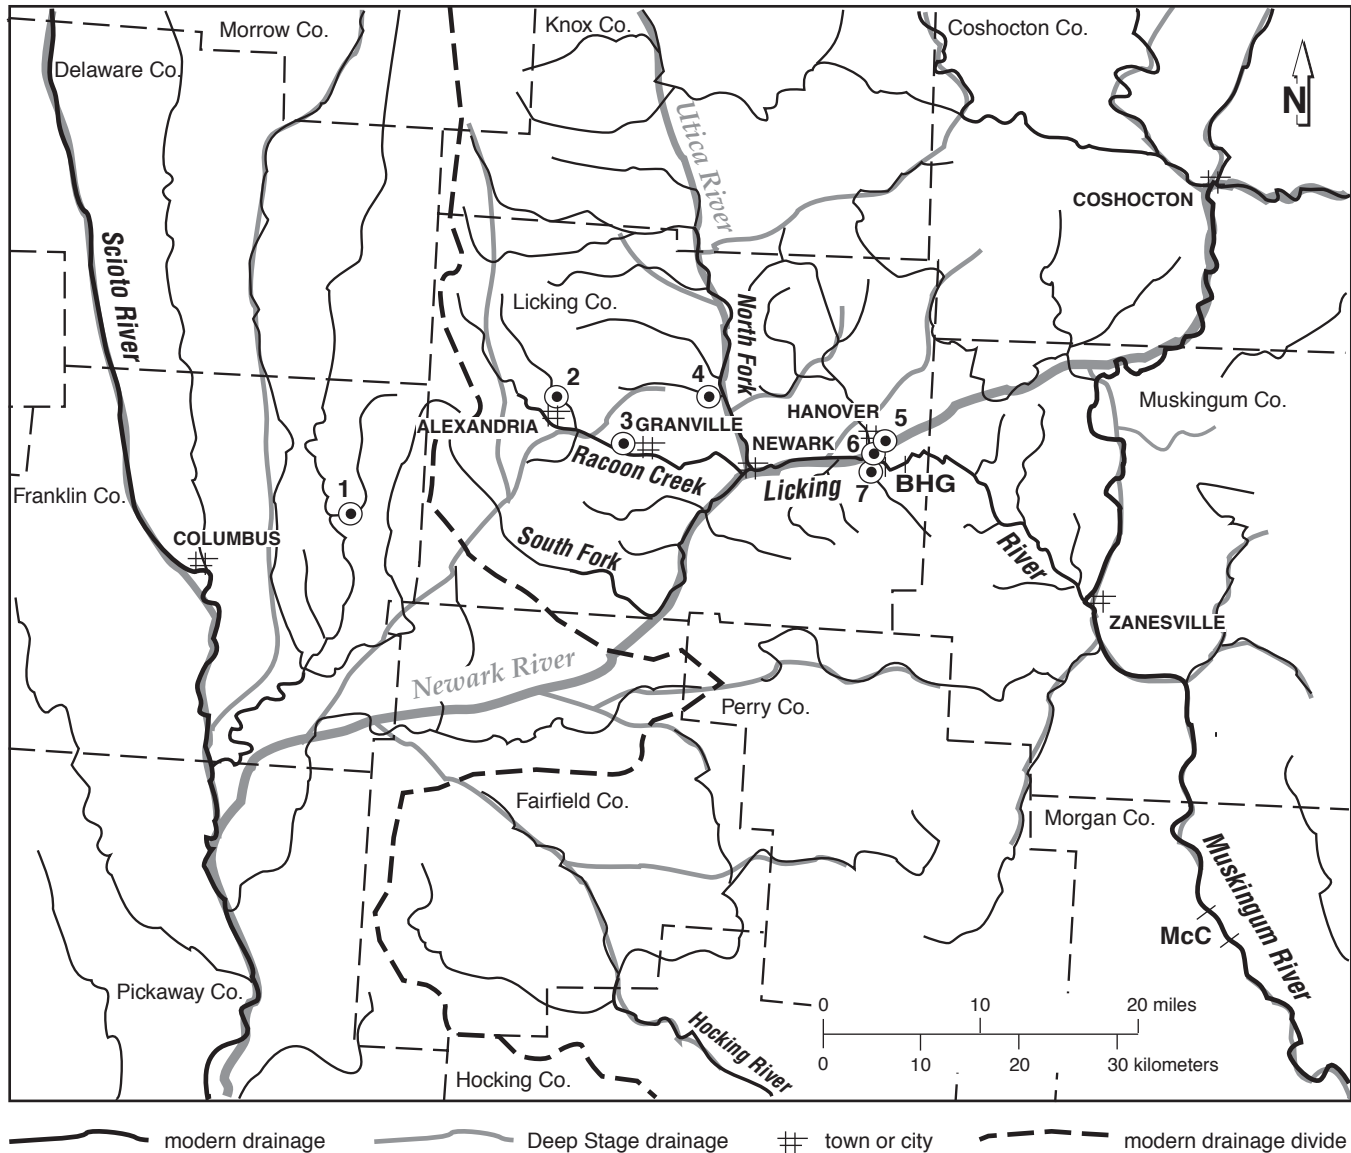 Morrow Co.
Knox Co.
Coshocton Co.
Delaware Co.
N
Utica River
COSHOCTON
Scioto River
Licking Co.
North Fork
2
4
Muskingum Co.
HANOVER
5
ALEXANDRIA
3
GRANVILLE
NEWARK
6
Racoon Creek
Licking
7
BHG
Franklin Co.
1
COLUMBUS
South Fork
River
ZANESVILLE
Newark River
Perry Co.
Fairfield Co.
Morgan Co.
Muskingum River
McC
Pickaway Co.
0 10 20 miles
0 10 20 30 kilometers
Hocking River
Hocking Co.
modern drainage
Deep Stage drainage
town or city
modern drainage divide